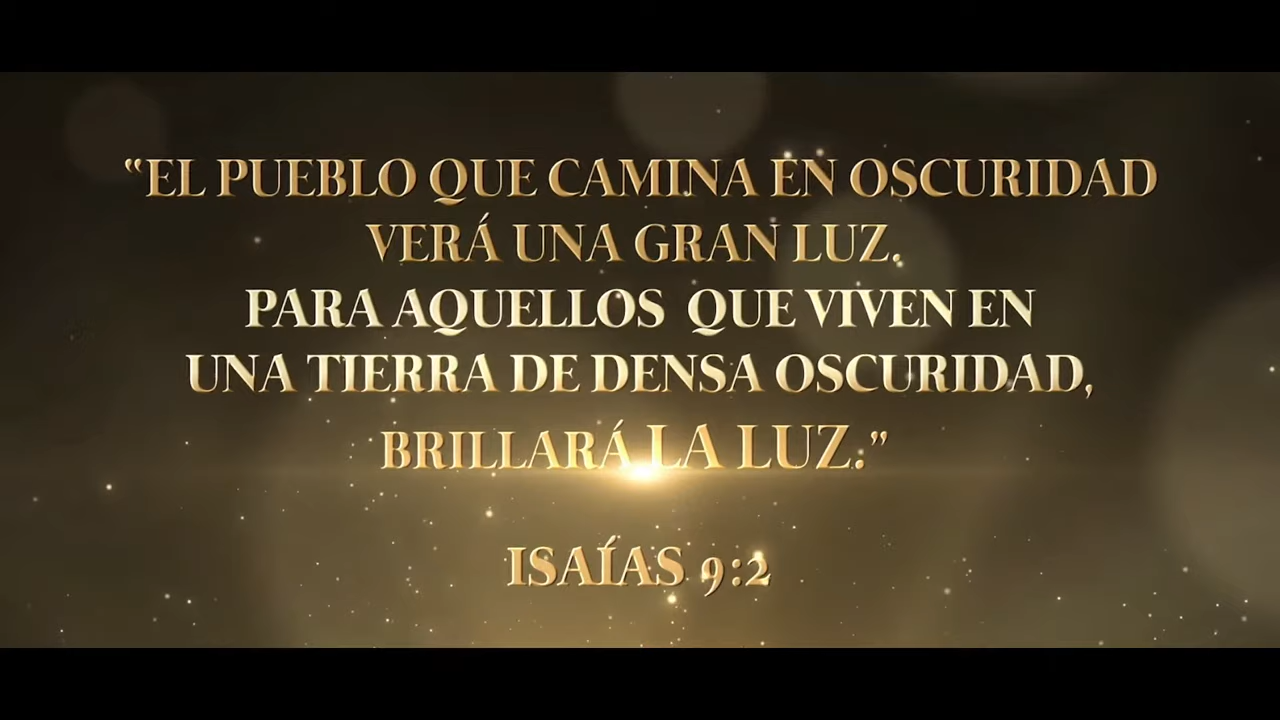 “EL PUEBLO QUE CAMINA EN OSCURIDAD
VERÁ UNA GRAN LUZ.
PARA AQUELLOS QUE VIVEN EN
UNA TIERRA DE DENSA OSCURIDAD,
BRILLARÁ LA LUZ.”
ISAÍAS 9:2